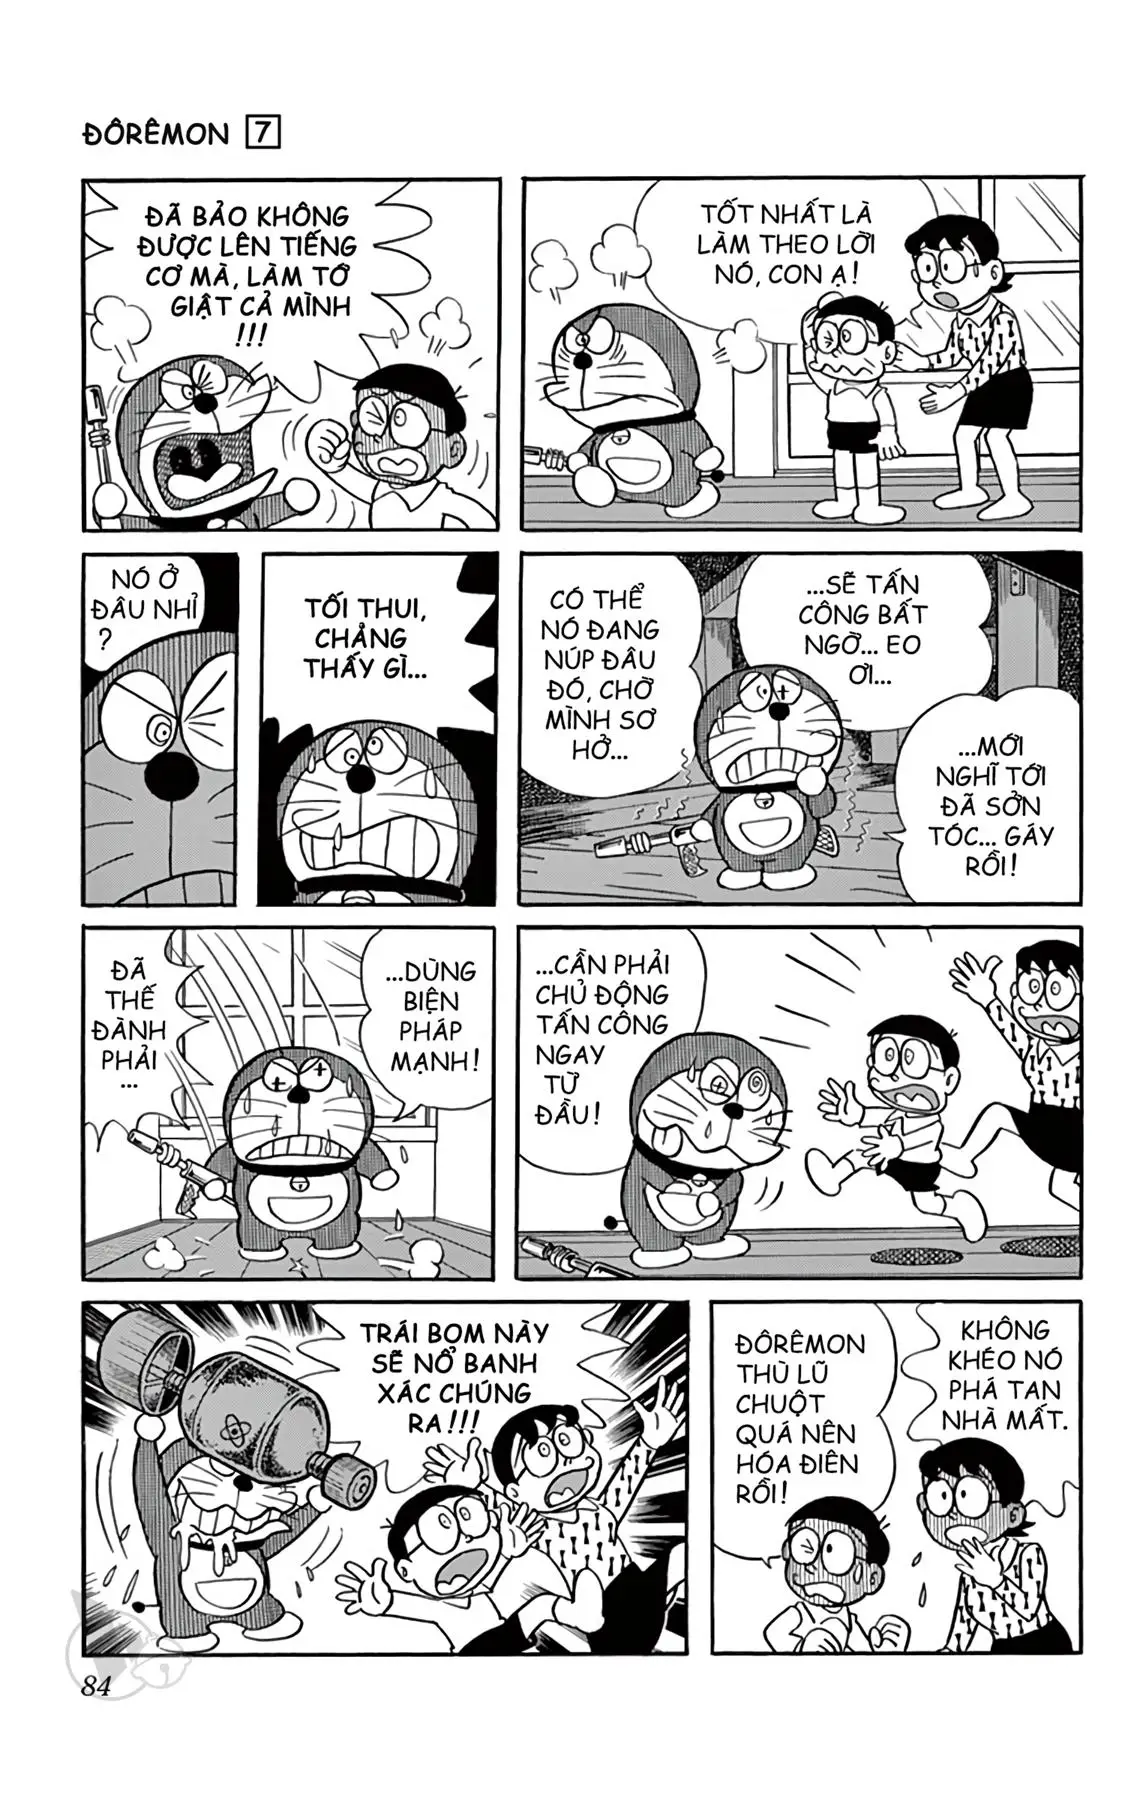 ĐÔRÊMON 7
ĐÃ BẢO KHÔNG
ĐƯỢC LÊN TIẾNG
CƠ MÀ, LÀM TỚ
GIẬT CẢ MÌNH
!!!
TỐT NHẤT LÀ
LÀM THEO LỜI
NÓ, CON Ạ!
NÓ Ở
ĐÂU NHỈ
?
TỐI THUI,
CHẲNG
THẤY GÌ...
CÓ THỂ
NÓ ĐANG
NÚP ĐÂU
ĐÓ, CHỜ
MÌNH SƠ
HỞ...
...SẼ TẤN
CÔNG BẤT
NGỜ... EO
ƠI...
...MỚI
NGHĨ TỚI
ĐÃ SỞN
TÓC... GÁY
RỒI!
ĐÃ
THẾ
ĐÀNH
PHẢI
...
...DÙNG
BIỆN
PHÁP
MẠNH!
...CẦN PHẢI
CHỦ ĐỘNG
TẤN CÔNG
NGAY
TỪ
ĐẦU!
TRÁI BOM NÀY
SẼ NỔ BANH
XÁC CHÚNG
RA!!!
ĐÔRÊMON
THÙ LŨ
CHUỘT
QUÁ NÊN
HÓA ĐIÊN
RỒI!
KHÔNG
KHÉO NÓ
PHÁ TAN
NHÀ MẤT.
84